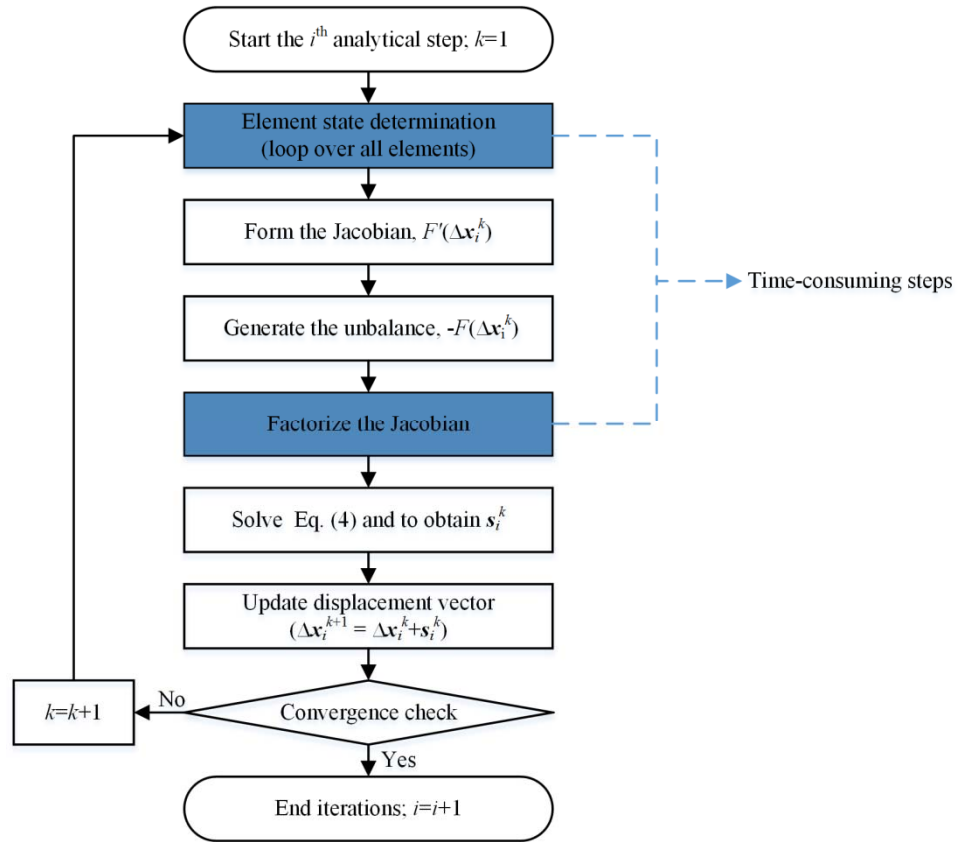 Start the iᵗʰ analytical step; k=1
Element state determination
(loop over all elements)
Form the Jacobian, F'(Δxᵢᵏ)
Generate the unbalance, -F(Δxᵢᵏ)
Time-consuming steps
Factorize the Jacobian
Solve Eq. (4) and to obtain sᵢᵏ
Update displacement vector
(Δxᵢᵏ⁺¹ = Δxᵢᵏ+sᵢᵏ)
k=k+1
No
Convergence check
Yes
End iterations; i=i+1